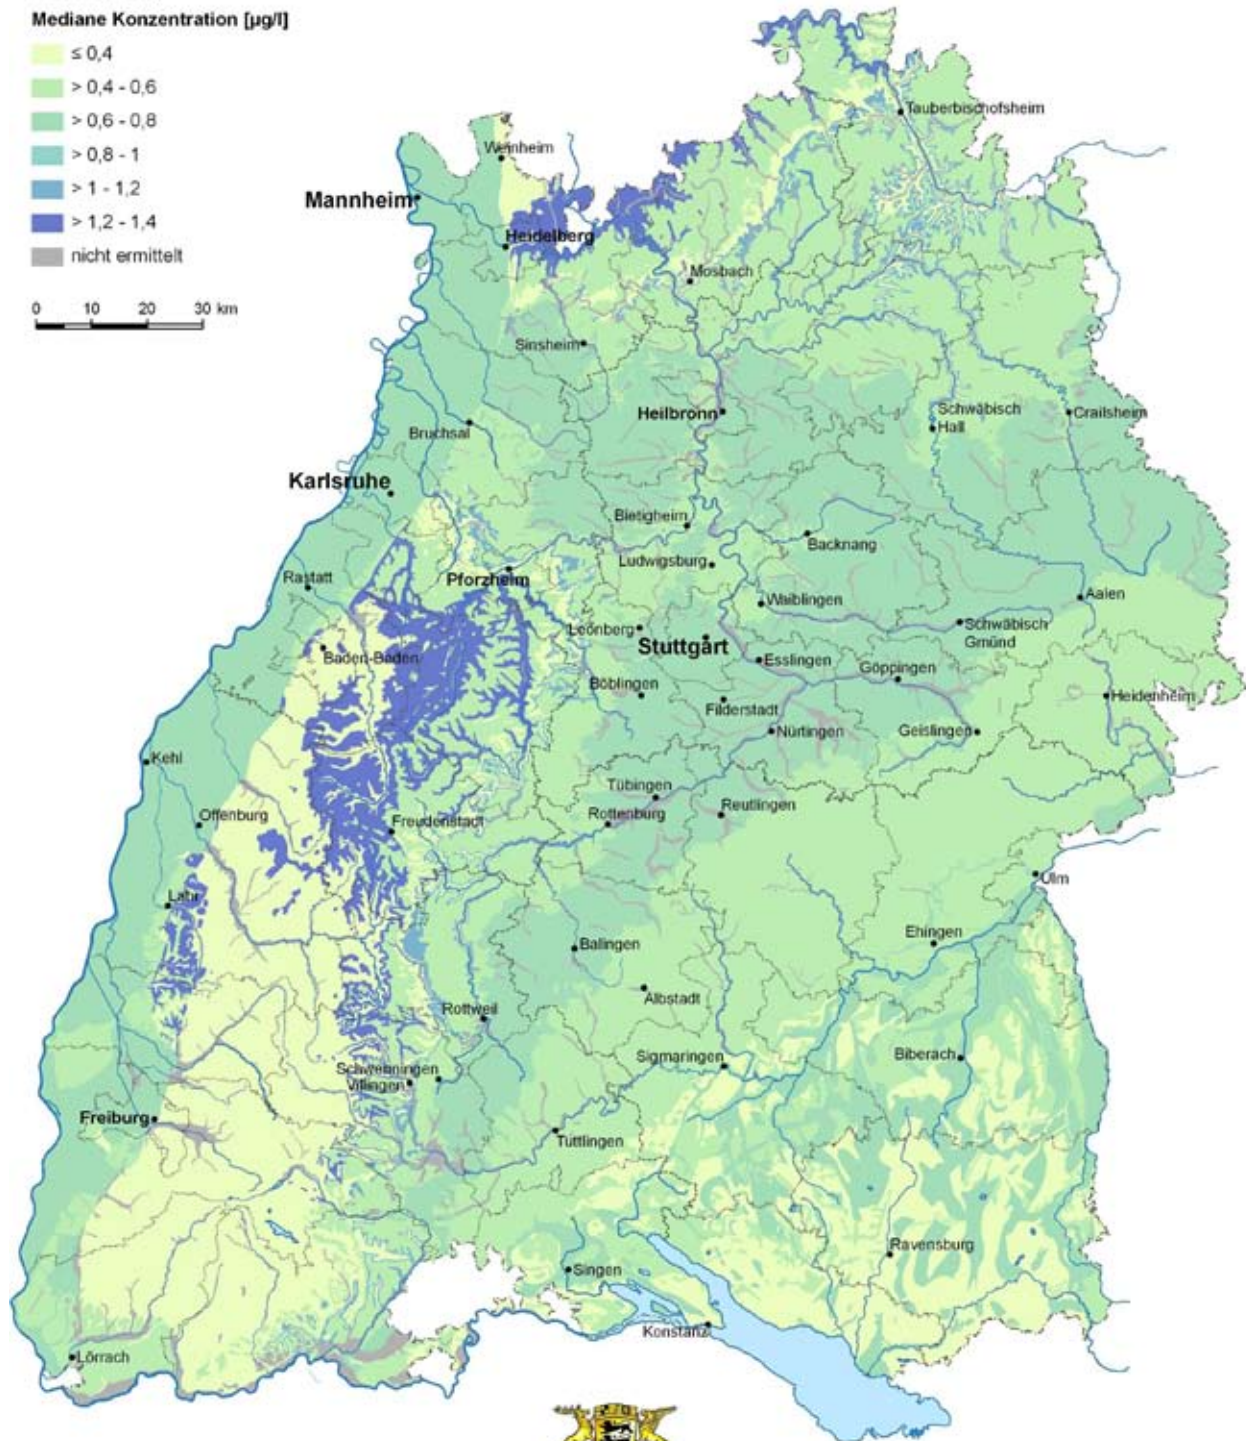 Mediane Konzentration [µg/l]
≤ 0,4
> 0,4 - 0,6
> 0,6 - 0,8
> 0,8 - 1
> 1 - 1,2
> 1,2 - 1,4
nicht ermittelt
0 10 20 30 km
Tauberbischofsheim
Weinheim
Mannheim
Heidelberg
Mosbach
Sinsheim
Heilbronn
Schwäbisch
Hall
Crailsheim
Bruchsal
Karlsruhe
Bietigheim
Backnang
Ludwigsburg
Pforzheim
Rastatt
Waiblingen
Aalen
Leonberg
Schwäbisch
Gmünd
Stuttgart
Baden-Baden
Esslingen
Göppingen
Böblingen
Heidenheim
Filderstadt
Nürtingen
Geislingen
Kehl
Tübingen
Reutlingen
Offenburg
Freudenstadt
Rottenburg
Ulm
Lahr
Ehingen
Balingen
Albstadt
Rottweil
Sigmaringen
Biberach
Schwenningen
Villingen
Freiburg
Tuttlingen
Ravensburg
Singen
Konstanz
Lörrach